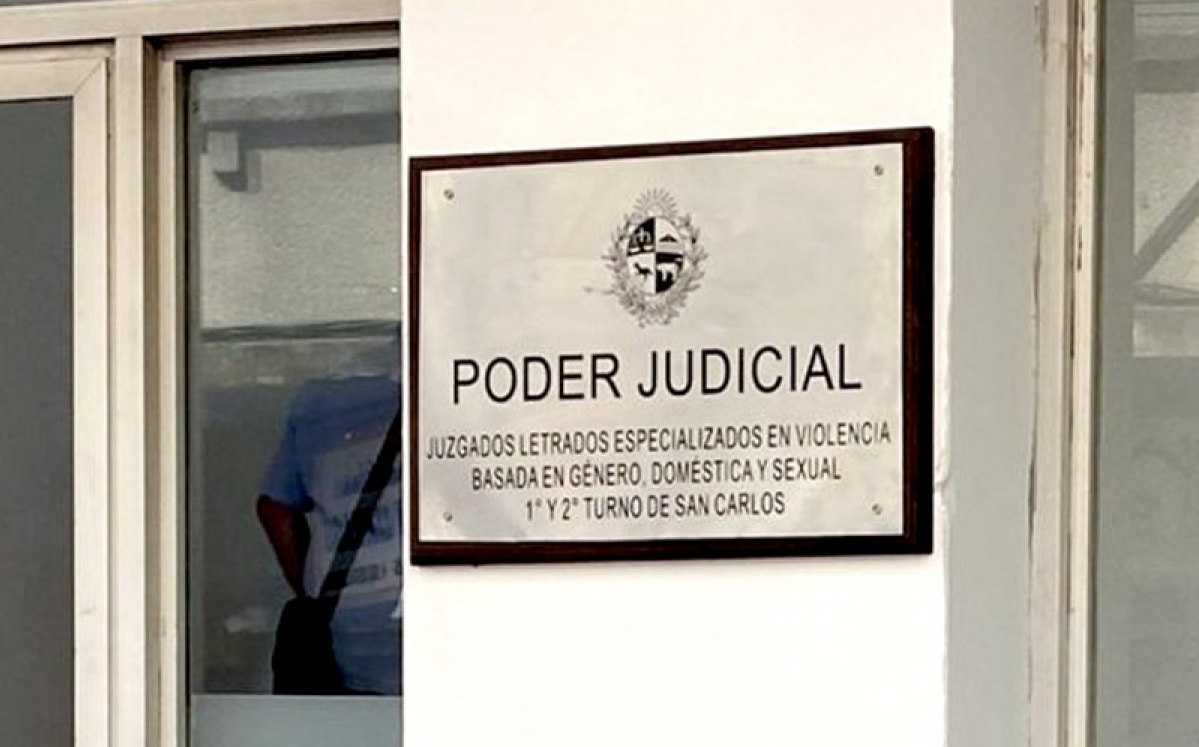 PODER JUDICIAL
JUZGADOS LETRADOS ESPECIALIZADOS EN VIOLENCIA
BASADA EN GÉNERO, DOMÉSTICA Y SEXUAL
1° Y 2° TURNO DE SAN CARLOS